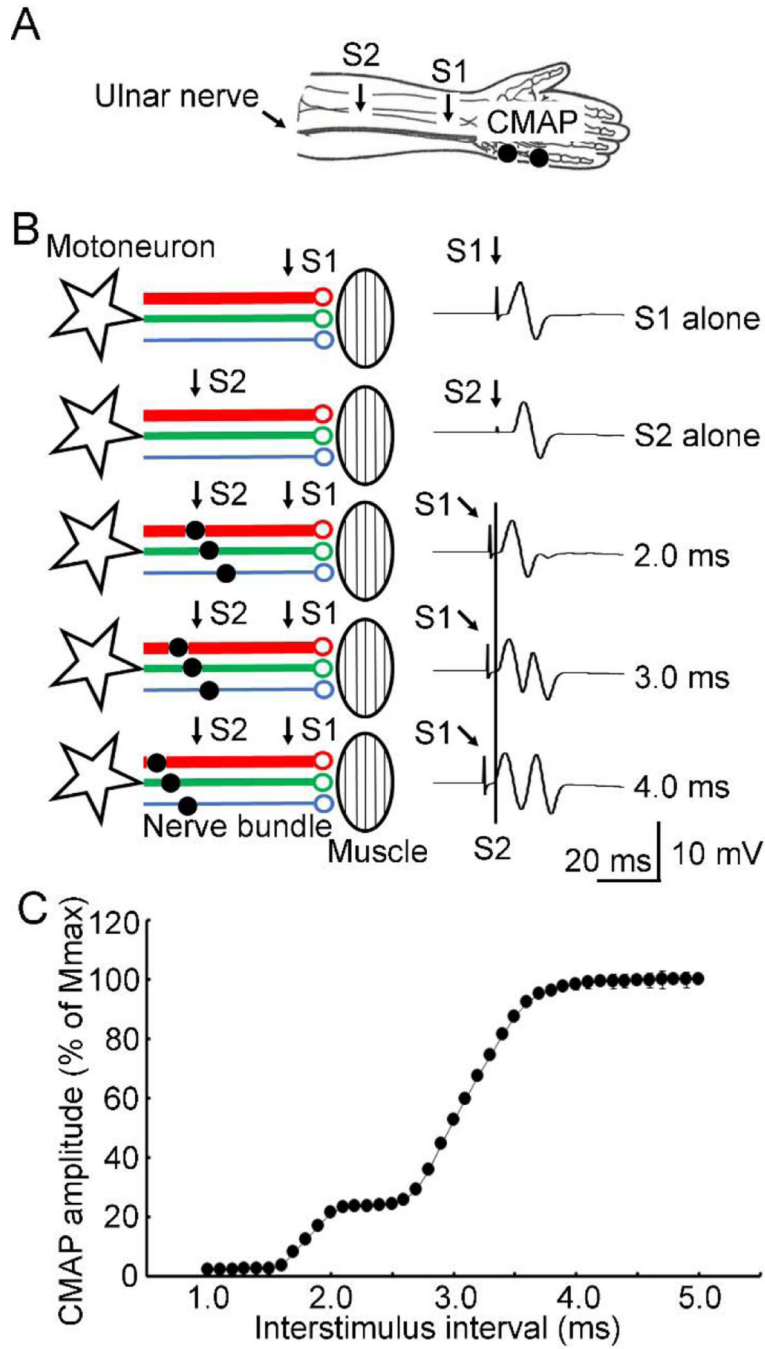 A
S2
S1
Ulnar nerve
CMAP
B
Motoneuron
S1
S1
S1 alone
S2
S2
S2 alone
S2
S1
S1
2.0 ms
S2
S1
S1
3.0 ms
S2
S1
S1
4.0 ms
Nerve bundle
Muscle
S2
20 ms
10 mV
C
CMAP amplitude (% of Mmax)
120
100
80
60
40
20
0
1.0
2.0
3.0
4.0
5.0
Interstimulus interval (ms)